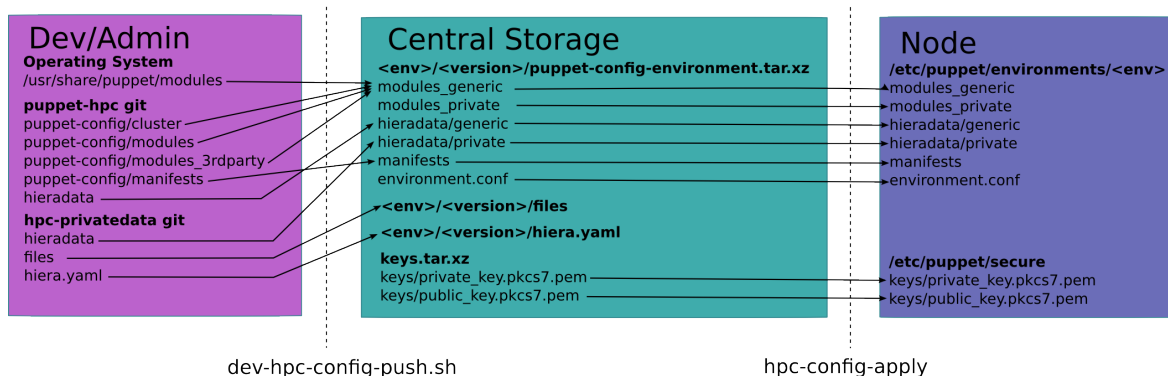 Dev/Admin
Operating System
/usr/share/puppet/modules
puppet-hpc git
puppet-config/cluster
puppet-config/modules
puppet-config/modules_3rdparty
puppet-config/manifests
hieradata
hpc-privatedata git
hieradata
files
hiera.yaml
Central Storage
<env>/<version>/puppet-config-environment.tar.xz
modules_generic
modules_private
hieradata/generic
hieradata/private
manifests
environment.conf
<env>/<version>/files
<env>/<version>/hiera.yaml
keys.tar.xz
keys/private_key.pkcs7.pem
keys/public_key.pkcs7.pem
Node
/etc/puppet/environments/<env>
modules_generic
modules_private
hieradata/generic
hieradata/private
manifests
environment.conf
/etc/puppet/secure
keys/private_key.pkcs7.pem
keys/public_key.pkcs7.pem
dev-hpc-config-push.sh
hpc-config-apply